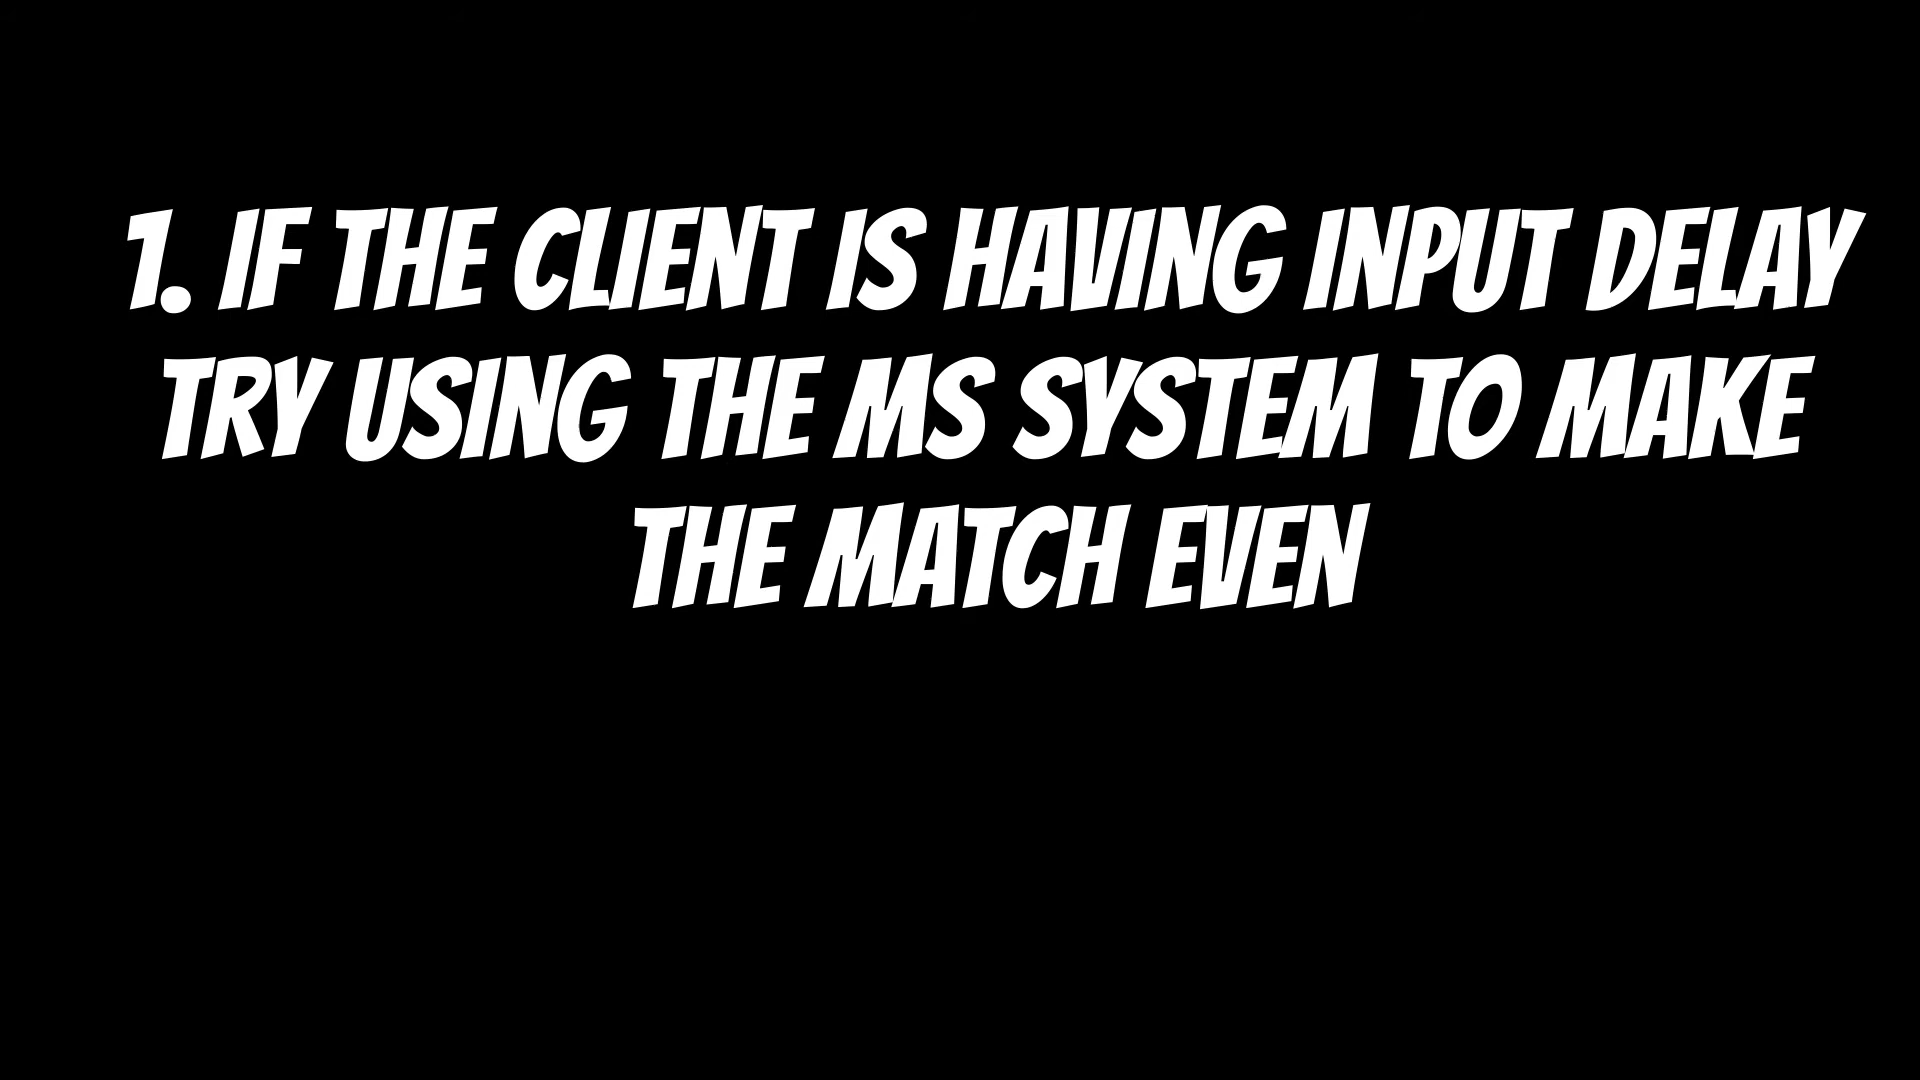 1. IF THE CLIENT IS HAVING INPUT DELAY
TRY USING THE MS SYSTEM TO MAKE
THE MATCH EVEN